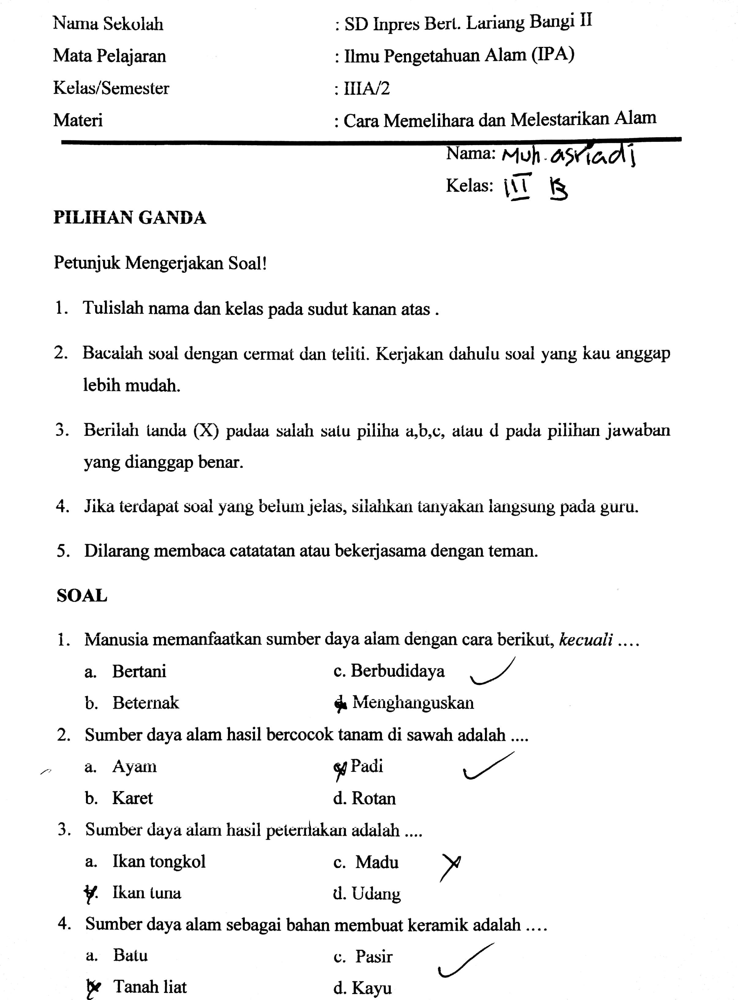 Nama Sekolah : SD Inpres Bert. Lariang Bangi II
Mata Pelajaran : Ilmu Pengetahuan Alam (IPA)
Kelas/Semester : IIIA/2
Materi : Cara Memelihara dan Melestarikan Alam
Nama: Muh. asriadi
Kelas: III B
PILIHAN GANDA
Petunjuk Mengerjakan Soal!
1. Tulislah nama dan kelas pada sudut kanan atas .
2. Bacalah soal dengan cermat dan teliti. Kerjakan dahulu soal yang kau anggap
lebih mudah.
3. Berilah tanda (X) padaa salah satu piliha a,b,c, atau d pada pilihan jawaban
yang dianggap benar.
4. Jika terdapat soal yang belum jelas, silahkan tanyakan langsung pada guru.
5. Dilarang membaca catatatan atau bekerjasama dengan teman.
SOAL
1. Manusia memanfaatkan sumber daya alam dengan cara berikut, kecuali ....
a. Bertani c. Berbudidaya
b. Beternak d. Menghanguskan
2. Sumber daya alam hasil bercocok tanam di sawah adalah ....
a. Ayam c. Padi
b. Karet d. Rotan
3. Sumber daya alam hasil peternakan adalah ....
a. Ikan tongkol c. Madu
b. Ikan tuna d. Udang
4. Sumber daya alam sebagai bahan membuat keramik adalah ....
a. Batu c. Pasir
b. Tanah liat d. Kayu